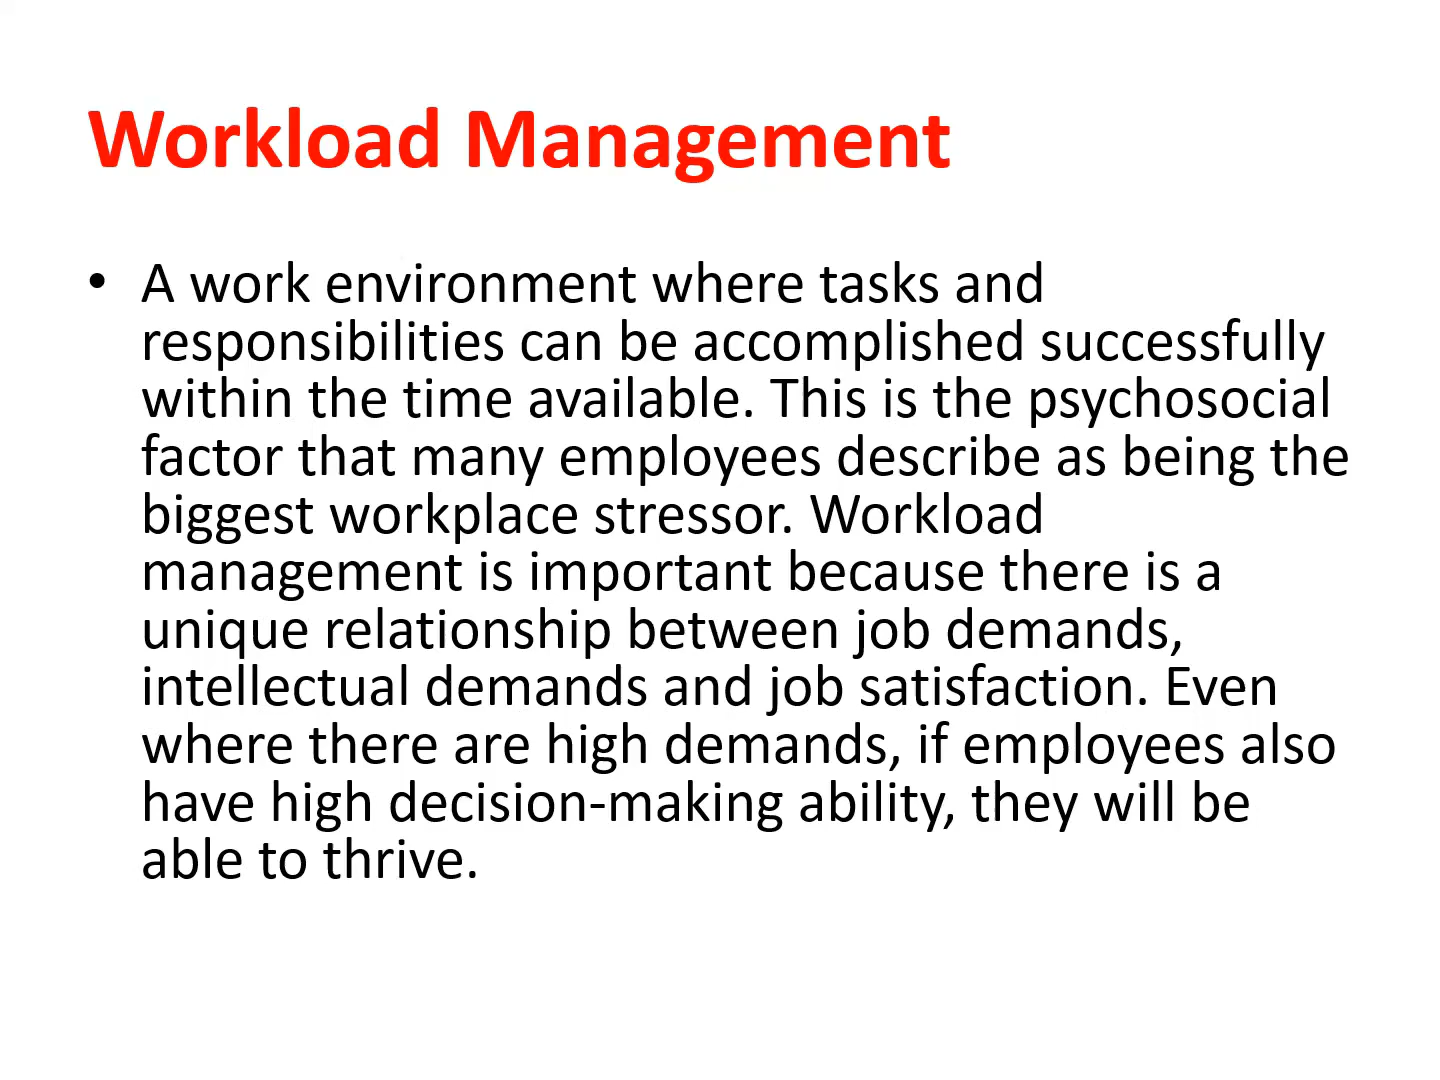 Workload Management
• A work environment where tasks and
responsibilities can be accomplished successfully
within the time available. This is the psychosocial
factor that many employees describe as being the
biggest workplace stressor. Workload
management is important because there is a
unique relationship between job demands,
intellectual demands and job satisfaction. Even
where there are high demands, if employees also
have high decision-making ability, they will be
able to thrive.